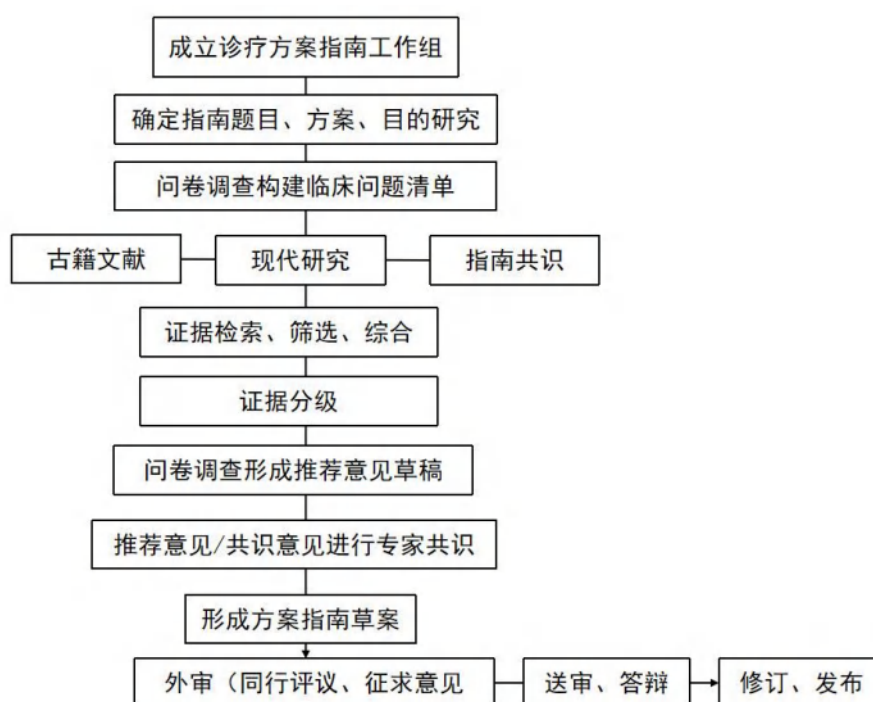 成立诊疗方案指南工作组
确定指南题目、方案、目的研究
问卷调查构建临床问题清单
古籍文献
现代研究
指南共识
证据检索、筛选、综合
证据分级
问卷调查形成推荐意见草稿
推荐意见/共识意见进行专家共识
形成方案指南草案
外审（同行评议、征求意见
送审、答辩
修订、发布